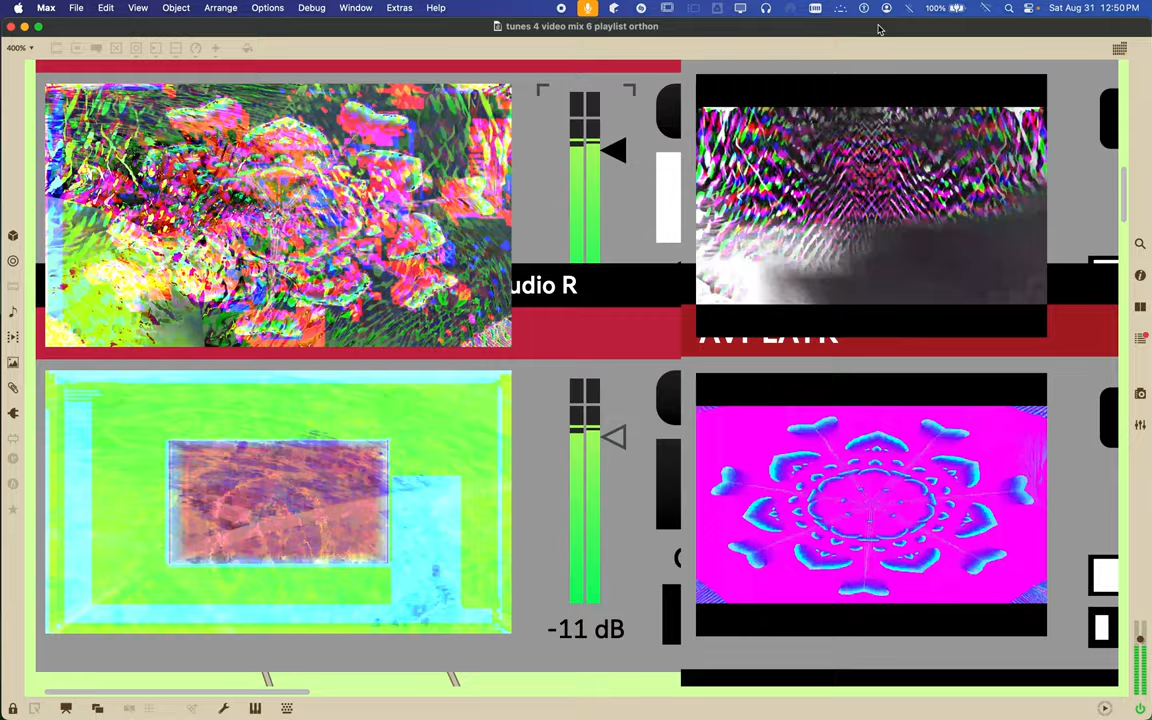 Max File Edit View Object Arrange Options Debug Window Extras Help
100% Sat Aug 31 12:50 PM
tunes 4 video mix 6 playlist orthon
400%
udio R
-11 dB